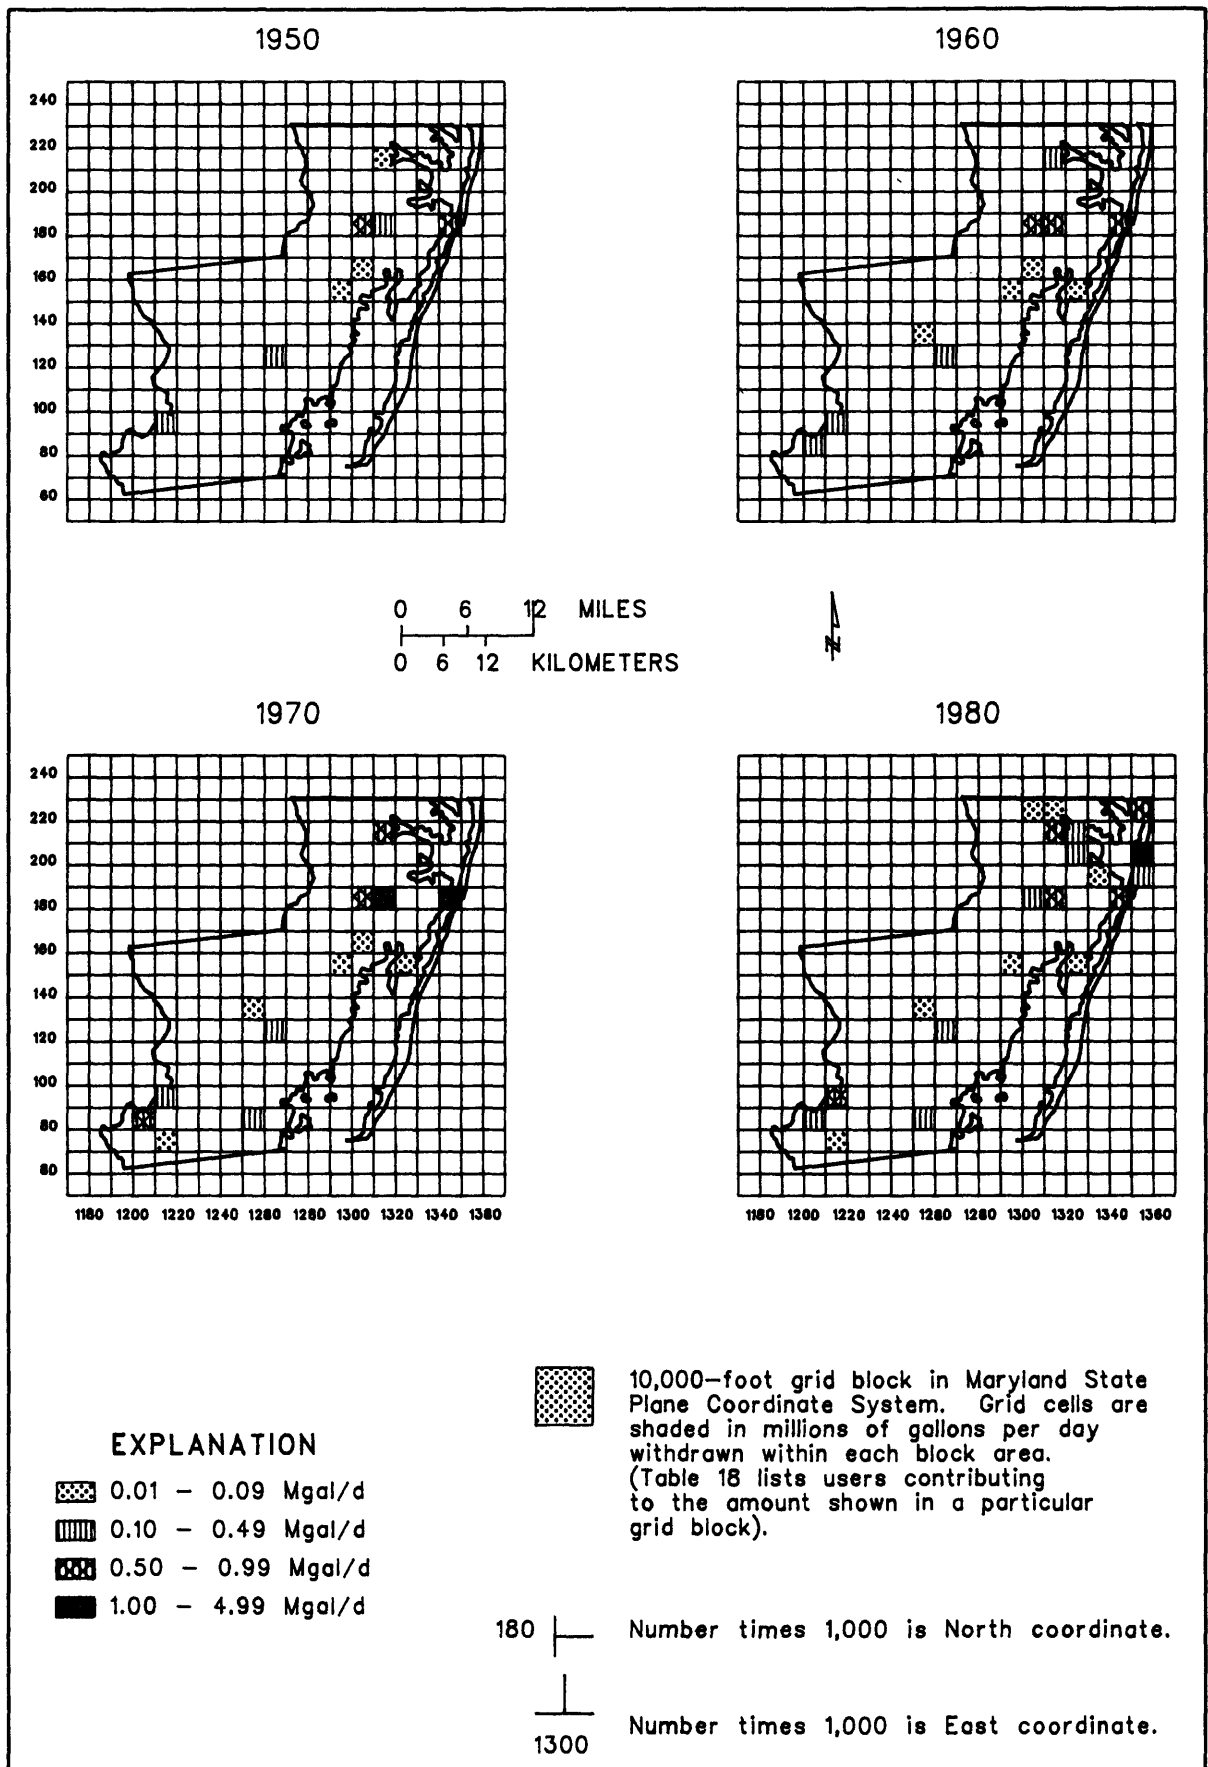 1950
1960
240
220
200
180
160
140
120
100
80
60
0 6 12 MILES
0 6 12 KILOMETERS
1970
1980
240
220
200
180
160
140
120
100
80
60
1180 1200 1220 1240 1260 1280 1300 1320 1340 1360
1180 1200 1220 1240 1260 1280 1300 1320 1340 1360
10,000-foot grid block in Maryland State
Plane Coordinate System. Grid cells are
shaded in millions of gallons per day
withdrawn within each block area.
(Table 18 lists users contributing
to the amount shown in a particular
grid block).
EXPLANATION
0.01 - 0.09 Mgal/d
0.10 - 0.49 Mgal/d
0.50 - 0.99 Mgal/d
1.00 - 4.99 Mgal/d
180 Number times 1,000 is North coordinate.
1300 Number times 1,000 is East coordinate.